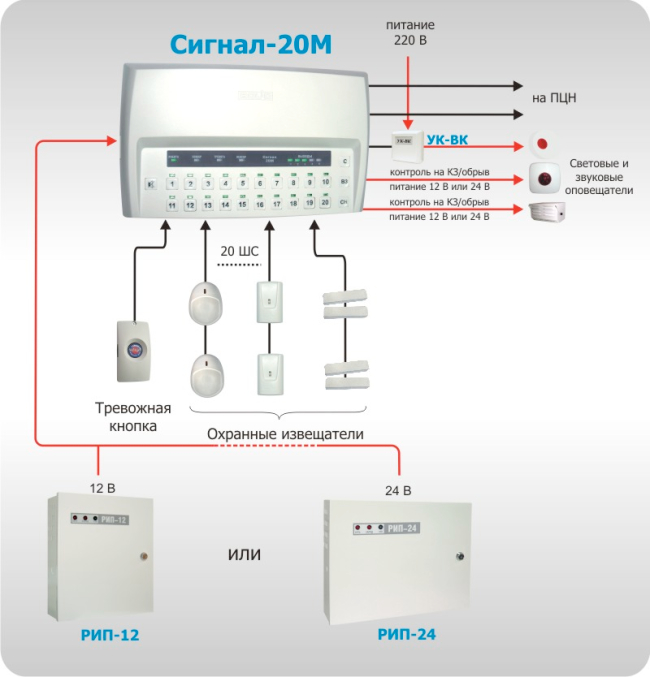 питание
220 В
Сигнал-20М
на ПЦН
УК-ВК
УК-ВК
контроль на КЗ/обрыв
питание 12 В или 24 В
контроль на КЗ/обрыв
питание 12 В или 24 В
Световые и
звуковые
оповещатели
С
1 2 3 4 5 6 7 8 9 10
11 12 13 14 15 16 17 18 19 20
20 ШС
Тревожная
кнопка
Охранные извещатели
12 В
24 В
РИП-12
РИП-24
ИЛИ
РИП-12
РИП-24